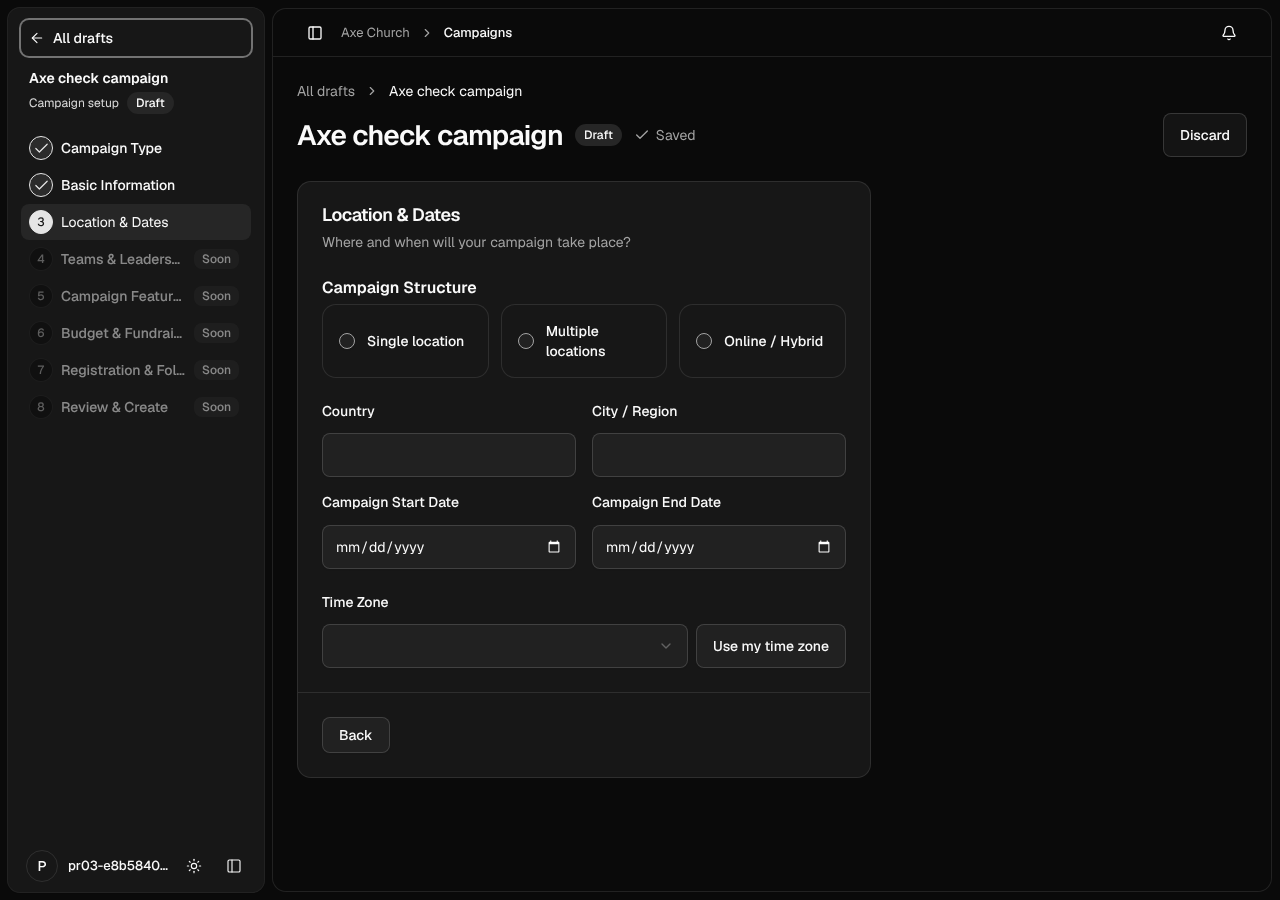 All drafts
Axe check campaign
Campaign setup Draft
Campaign Type
Basic Information
3 Location & Dates
4 Teams & Leaders... Soon
5 Campaign Featur... Soon
6 Budget & Fundrai... Soon
7 Registration & Fol... Soon
8 Review & Create Soon
P pr03-e8b5840...
Axe Church Campaigns
All drafts Axe check campaign
Axe check campaign Draft Saved
Discard
Location & Dates
Where and when will your campaign take place?
Campaign Structure
Single location
Multiple
locations
Online / Hybrid
Country City / Region
Campaign Start Date Campaign End Date
mm/dd/yyyy mm/dd/yyyy
Time Zone
Use my time zone
Back